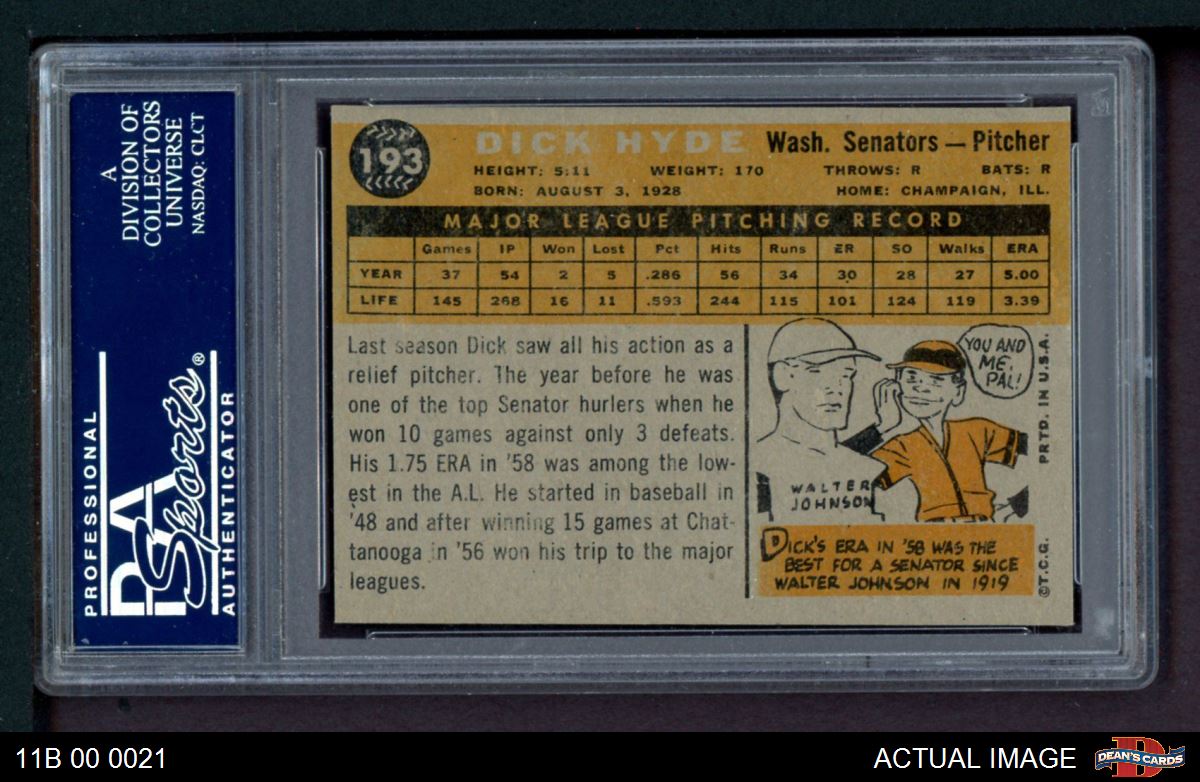 A
DIVISION OF
COLLECTORS
UNIVERSE
NASDAQ: CLCT
PROFESSIONAL
PSA
Sports®
AUTHENTICATOR
193
DICK HYDE Wash. Senators — Pitcher
HEIGHT: 5:11 WEIGHT: 170 THROWS: R BATS: R
BORN: AUGUST 3, 1928 HOME: CHAMPAIGN, ILL.
MAJOR LEAGUE PITCHING RECORD
Games IP Won Lost Pct Hits Runs ER SO Walks ERA
YEAR 37 54 2 5 .286 56 34 30 28 27 5.00
LIFE 145 268 16 11 .593 244 115 101 124 119 3.39
Last season Dick saw all his action as a
relief pitcher. The year before he was
one of the top Senator hurlers when he
won 10 games against only 3 defeats.
His 1.75 ERA in '58 was among the low-
est in the A.L. He started in baseball in
'48 and after winning 15 games at Chat-
tanooga in '56 won his trip to the major
leagues.
YOU AND
ME,
PAL!
WALTER
JOHNSON
DICK'S ERA IN '58 WAS THE
BEST FOR A SENATOR SINCE
WALTER JOHNSON IN 1919
©T.C.G. PRTD. IN U.S.A.
11B 00 0021
ACTUAL IMAGE
D
DEAN'S CARDS